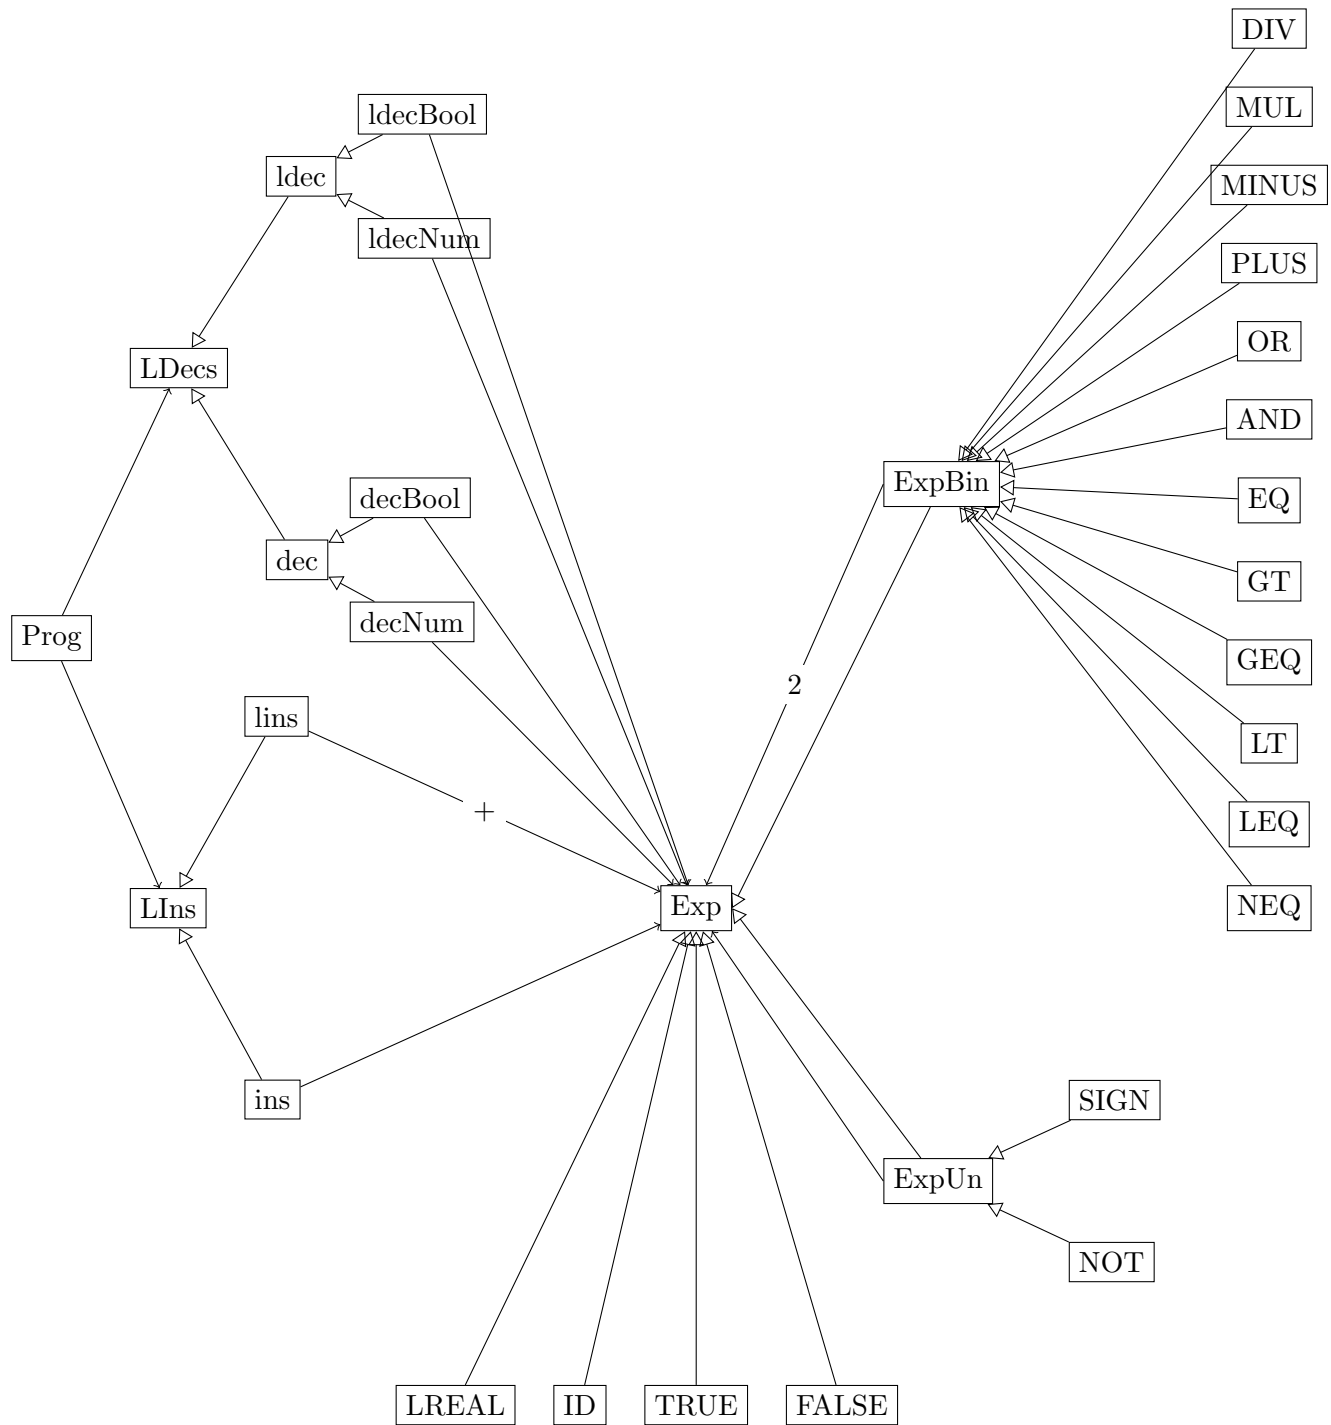 DIV
MUL
ldecBool
ldec
MINUS
ldecNum
PLUS
OR
LDecs
AND
ExpBin
decBool
EQ
dec
GT
decNum
Prog
GEQ
2
lins
LT
+
LEQ
Exp
LIns
NEQ
ins
SIGN
ExpUn
NOT
LREAL
ID
TRUE
FALSE